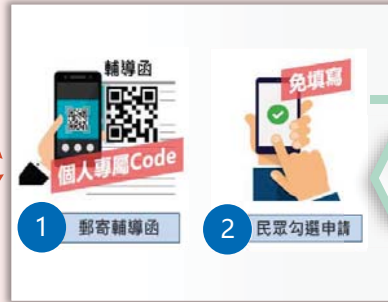 輔導函
個人專屬Code
1 郵寄輔導函
免填寫
2 民眾勾選申請